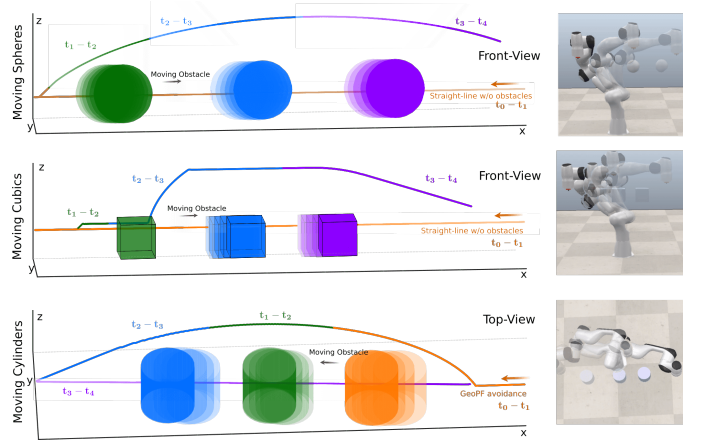 Moving Spheres
z
t₁ − t₂
t₂ − t₃
t₃ − t₄
Front-View
Moving Obstacle
Straight-line w/o obstacles
t₀ − t₁
y
x
Moving Cubics
z
t₂ − t₃
t₃ − t₄
Front-View
t₁ − t₂
Moving Obstacle
Straight-line w/o obstacles
t₀ − t₁
y
x
Moving Cylinders
z
t₂ − t₃
t₁ − t₂
Top-View
Moving Obstacle
y
t₃ − t₄
GeoPF avoidance
t₀ − t₁
x